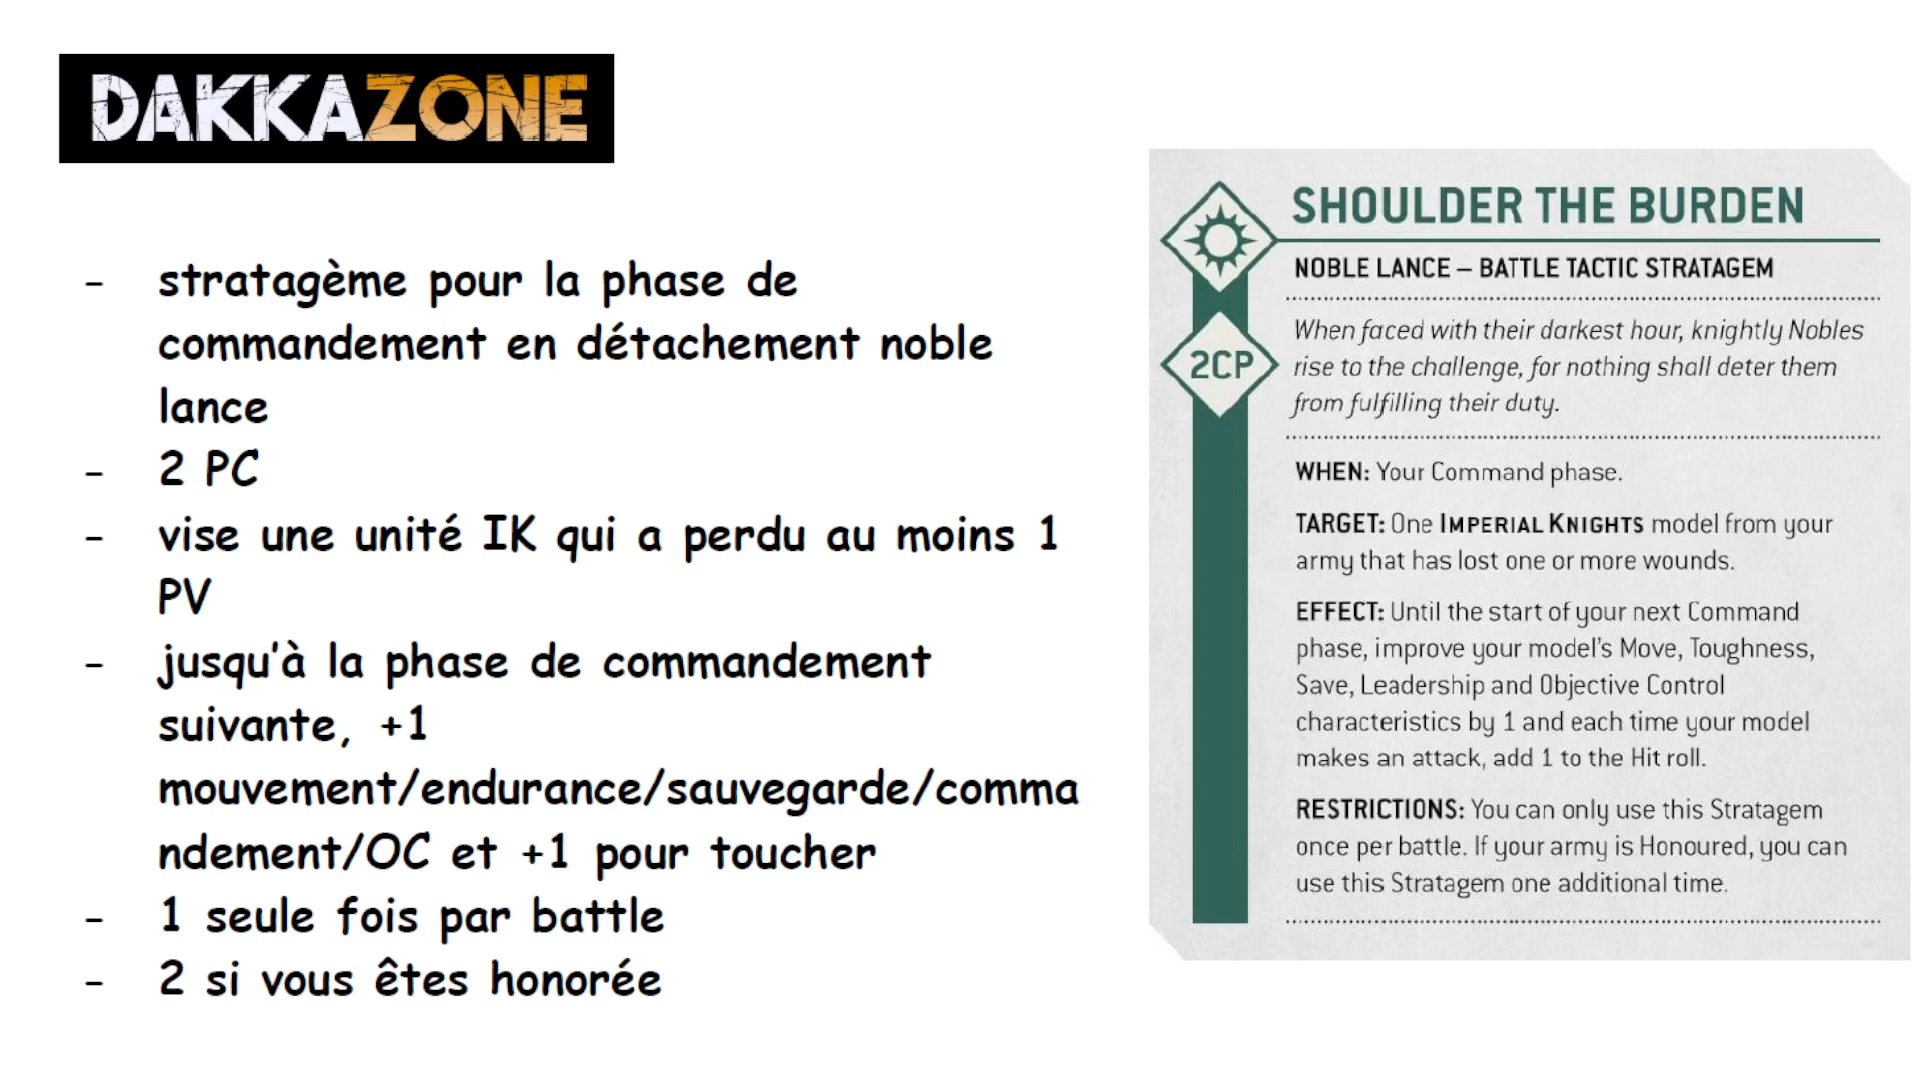 DAKKAZONE
- stratagème pour la phase de
commandement en détachement noble
lance
- 2 PC
- vise une unité IK qui a perdu au moins 1
PV
- jusqu'à la phase de commandement
suivante, +1
mouvement/endurance/sauvegarde/comma
ndement/OC et +1 pour toucher
- 1 seule fois par battle
- 2 si vous êtes honorée
SHOULDER THE BURDEN
NOBLE LANCE – BATTLE TACTIC STRATAGEM
2CP
When faced with their darkest hour, knightly Nobles
rise to the challenge, for nothing shall deter them
from fulfilling their duty.
WHEN: Your Command phase.
TARGET: One IMPERIAL KNIGHTS model from your
army that has lost one or more wounds.
EFFECT: Until the start of your next Command
phase, improve your model's Move, Toughness,
Save, Leadership and Objective Control
characteristics by 1 and each time your model
makes an attack, add 1 to the Hit roll.
RESTRICTIONS: You can only use this Stratagem
once per battle. If your army is Honoured, you can
use this Stratagem one additional time.